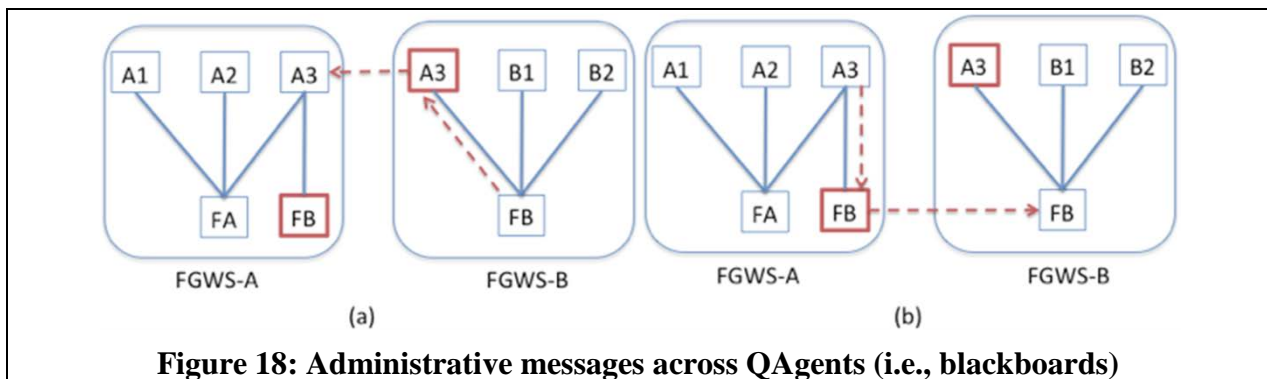 A1 A2 A3 A3 B1 B2 A1 A2 A3 A3 B1 B2
FA FB FB FA FB FB
FGWS-A FGWS-B FGWS-A FGWS-B
(a) (b)
Figure 18: Administrative messages across QAgents (i.e., blackboards)